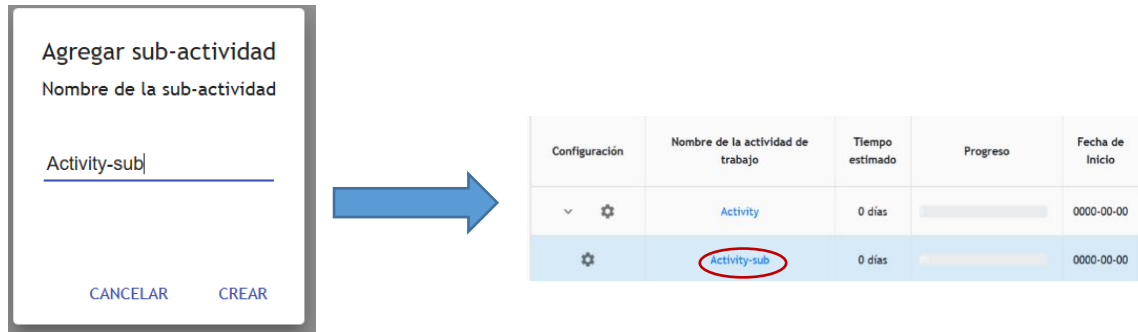 Agregar sub-actividad
Nombre de la sub-actividad
Activity-sub
CANCELAR CREAR
Configuración Nombre de la actividad de trabajo Tiempo estimado Progreso Fecha de Inicio
Activity 0 días 0000-00-00
Activity-sub 0 días 0000-00-00